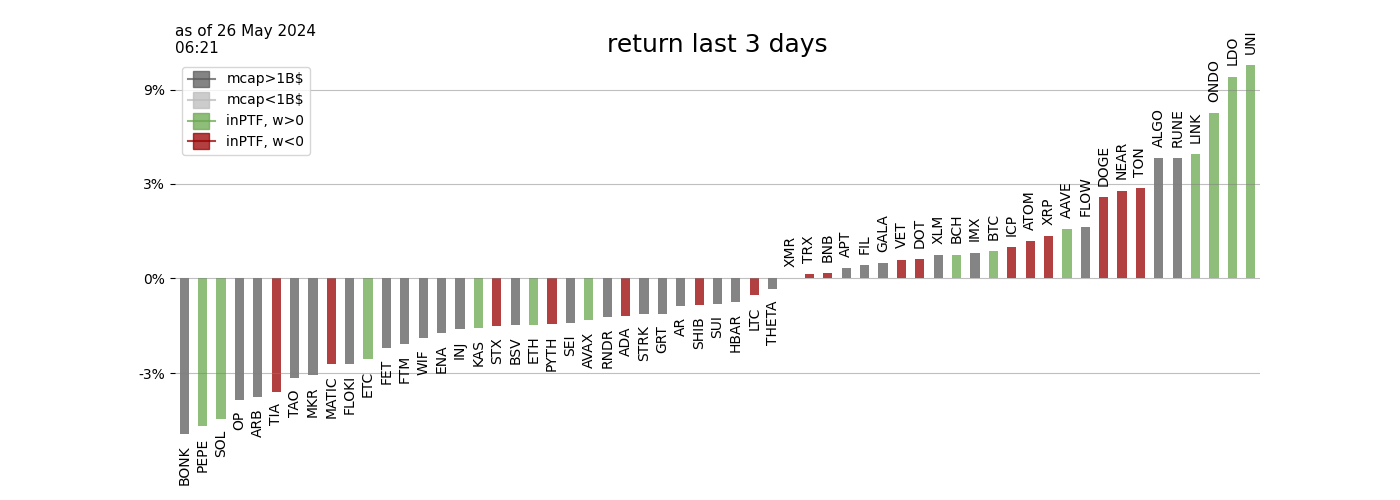 as of 26 May 2024
06:21
return last 3 days
mcap>1B$
mcap<1B$
inPTF, w>0
inPTF, w<0
9%
3%
0%
-3%
BONK
PEPE
SOL
OP
ARB
TIA
TAO
MKR
MATIC
FLOKI
ETC
FET
FTM
WIF
ENA
INJ
KAS
STX
BSV
ETH
PYTH
SEI
AVAX
RNDR
ADA
STRK
GRT
AR
SHIB
SUI
HBAR
LTC
THETA
XMR
TRX
BNB
APT
FIL
GALA
VET
DOT
XLM
BCH
IMX
BTC
ICP
ATOM
XRP
AAVE
FLOW
DOGE
NEAR
TON
ALGO
RUNE
LINK
ONDO
LDO
UNI